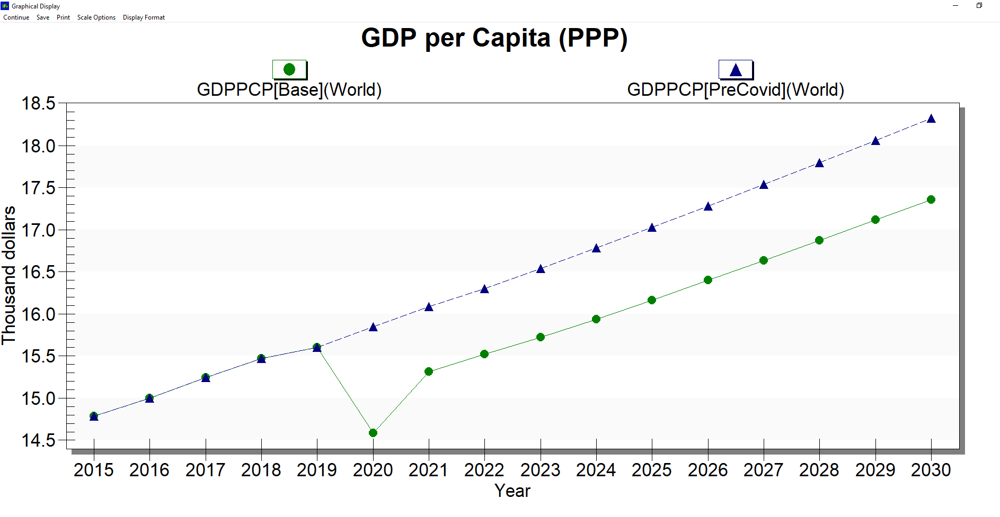 IFs Graphical Display
Continue Save Print Scale Options Display Format
GDP per Capita (PPP)
GDPPCP[Base](World) GDPPCP[PreCovid](World)
18.5
18.0
17.5
17.0
16.5
16.0
15.5
15.0
14.5
Thousand dollars
2015 2016 2017 2018 2019 2020 2021 2022 2023 2024 2025 2026 2027 2028 2029 2030
Year